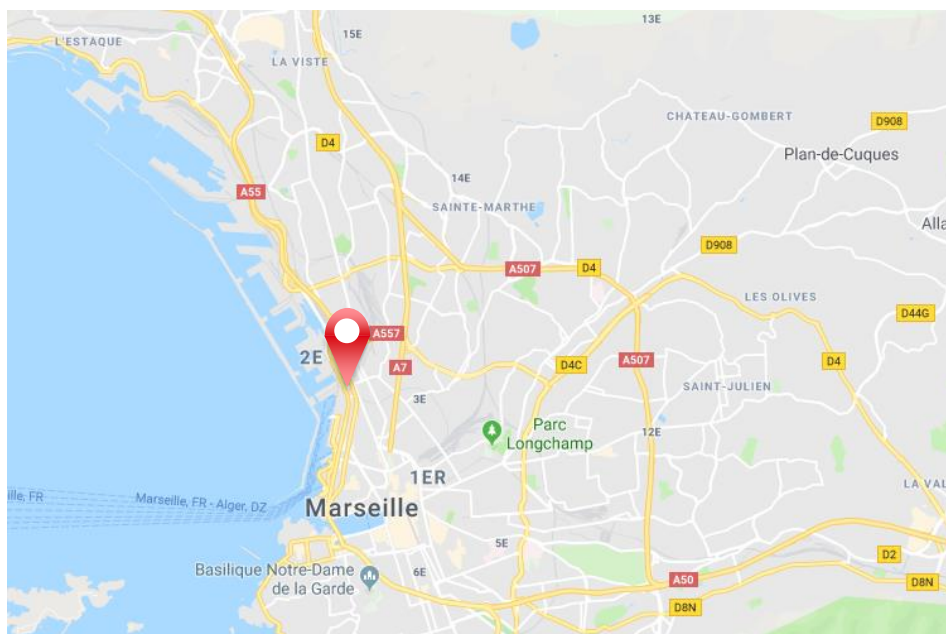 13E
15E
L'ESTAQUE
LA VISTE
CHATEAU-GOMBERT
D908
D4
Plan-de-Cuques
14E
A55
SAINTE-MARTHE
Alla
D908
A507
D4
LES OLIVES
D44G
A557
2E
A7
D4C
A507
D4
SAINT-JULIEN
3E
Parc
Longchamp
12E
1ER
LA VAL
ille, FR
Marseille, FR - Alger, DZ
Marseille
5E
D2
Basilique Notre-Dame
de la Garde
6E
A50
D8N
D8N